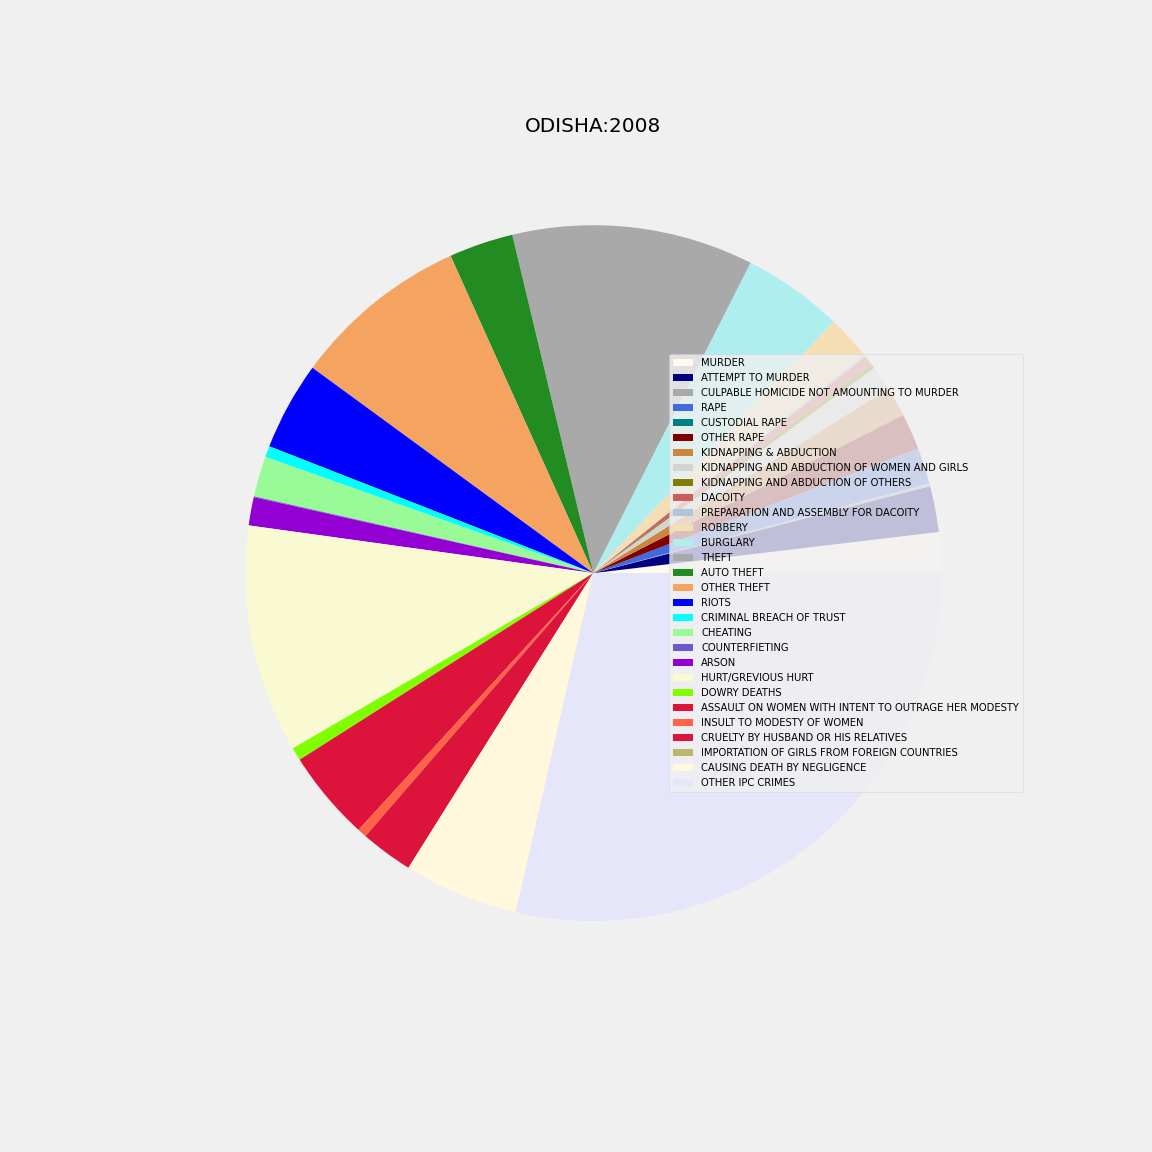 ODISHA:2008
MURDER
ATTEMPT TO MURDER
CULPABLE HOMICIDE NOT AMOUNTING TO MURDER
RAPE
CUSTODIAL RAPE
OTHER RAPE
KIDNAPPING & ABDUCTION
KIDNAPPING AND ABDUCTION OF WOMEN AND GIRLS
KIDNAPPING AND ABDUCTION OF OTHERS
DACOITY
PREPARATION AND ASSEMBLY FOR DACOITY
ROBBERY
BURGLARY
THEFT
AUTO THEFT
OTHER THEFT
RIOTS
CRIMINAL BREACH OF TRUST
CHEATING
COUNTERFIETING
ARSON
HURT/GREVIOUS HURT
DOWRY DEATHS
ASSAULT ON WOMEN WITH INTENT TO OUTRAGE HER MODESTY
INSULT TO MODESTY OF WOMEN
CRUELTY BY HUSBAND OR HIS RELATIVES
IMPORTATION OF GIRLS FROM FOREIGN COUNTRIES
CAUSING DEATH BY NEGLIGENCE
OTHER IPC CRIMES